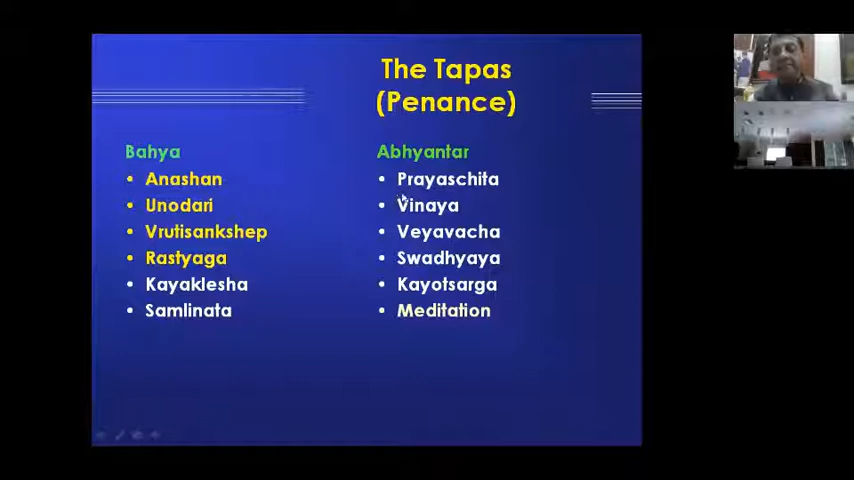 The Tapas
(Penance)
Bahya
• Anashan
• Unodari
• Vrutisankshep
• Rastyaga
• Kayaklesha
• Samlinata
Abhyantar
• Prayaschita
• Vinaya
• Veyavacha
• Swadhyaya
• Kayotsarga
• Meditation